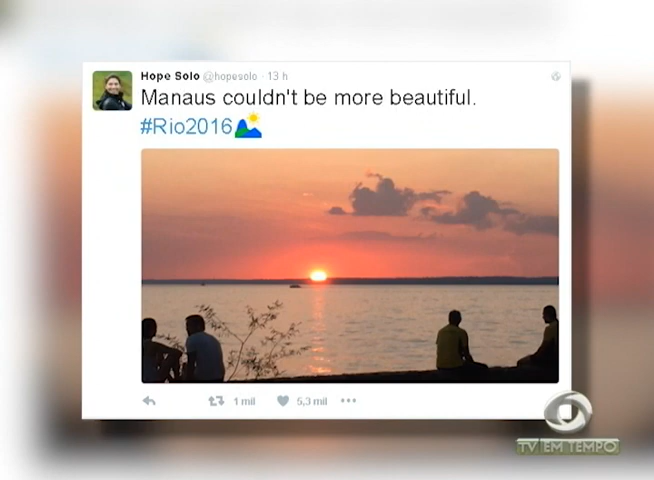 Hope Solo @hopesolo · 13 h
Manaus couldn't be more beautiful.
#Rio2016
1 mil 5,3 mil
TV EM TEMPO